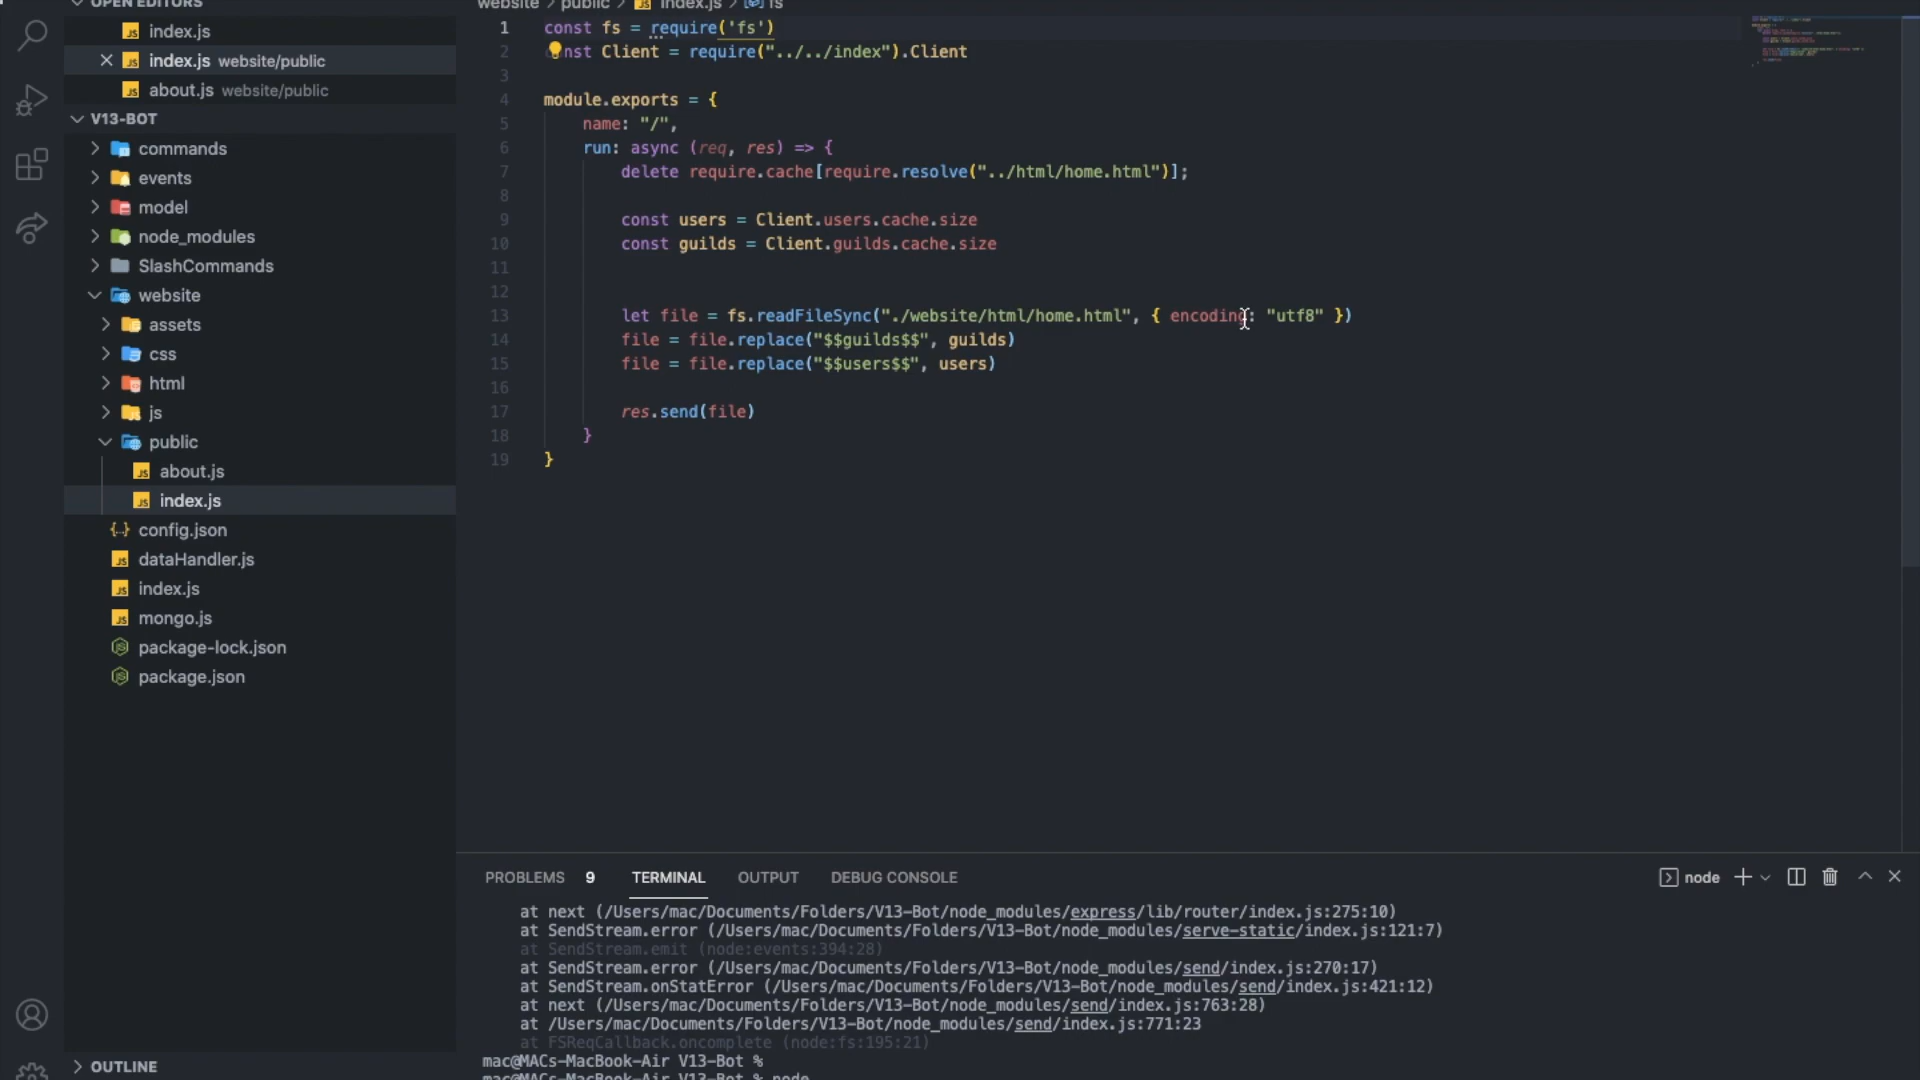 OPEN EDITORS
index.js
index.js website/public
about.js website/public
V13-BOT
commands
events
model
node_modules
SlashCommands
website
assets
css
html
js
public
about.js
index.js
config.json
dataHandler.js
index.js
mongo.js
package-lock.json
package.json
OUTLINE
website > public > index.js > fs
1 const fs = require('fs')
2 nst Client = require("../../index").Client
3
4 module.exports = {
5 name: "/",
6 run: async (req, res) => {
7 delete require.cache[require.resolve("../html/home.html")];
8
9 const users = Client.users.cache.size
10 const guilds = Client.guilds.cache.size
11
12
13 let file = fs.readFileSync("./website/html/home.html", { encoding: "utf8" })
14 file = file.replace("$$guilds$$", guilds)
15 file = file.replace("$$users$$", users)
16
17 res.send(file)
18 }
19 }
PROBLEMS 9 TERMINAL OUTPUT DEBUG CONSOLE node
at next (/Users/mac/Documents/Folders/V13-Bot/node_modules/express/lib/router/index.js:275:10)
at SendStream.error (/Users/mac/Documents/Folders/V13-Bot/node_modules/serve-static/index.js:121:7)
at SendStream.emit (node:events:394:28)
at SendStream.error (/Users/mac/Documents/Folders/V13-Bot/node_modules/send/index.js:270:17)
at SendStream.onStatError (/Users/mac/Documents/Folders/V13-Bot/node_modules/send/index.js:421:12)
at next (/Users/mac/Documents/Folders/V13-Bot/node_modules/send/index.js:763:28)
at /Users/mac/Documents/Folders/V13-Bot/node_modules/send/index.js:771:23
at FSReqCallback.oncomplete (node:fs:195:21)
mac@MACs-MacBook-Air V13-Bot %
mac@MACs-MacBook-Air V13-Bot % node